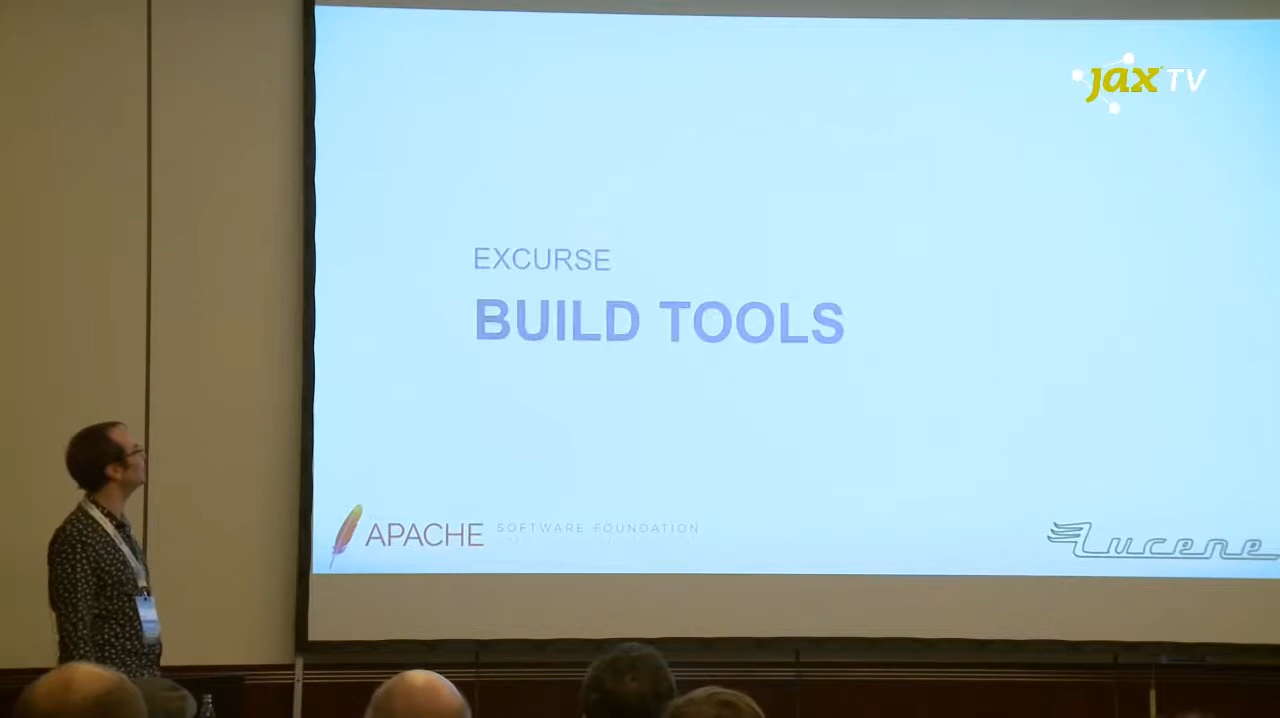 jax TV
EXCURSE
BUILD TOOLS
APACHE
SOFTWARE FOUNDATION
Lucene